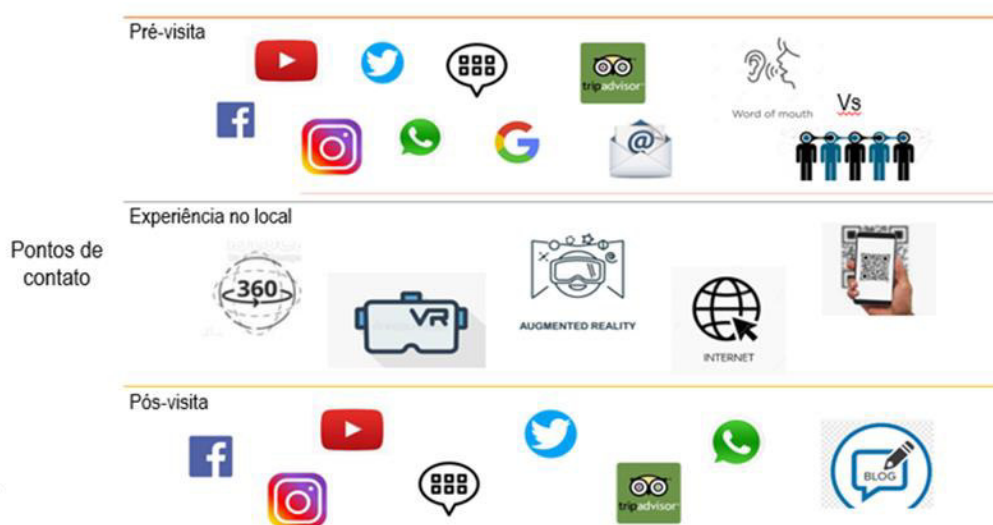 Pré-visita
tripadvisor
Word of mouth
Vs
@
Experiência no local
Pontos de
contato
360
VR
AUGMENTED REALITY
INTERNET
Pós-visita
tripadvisor
BLOG